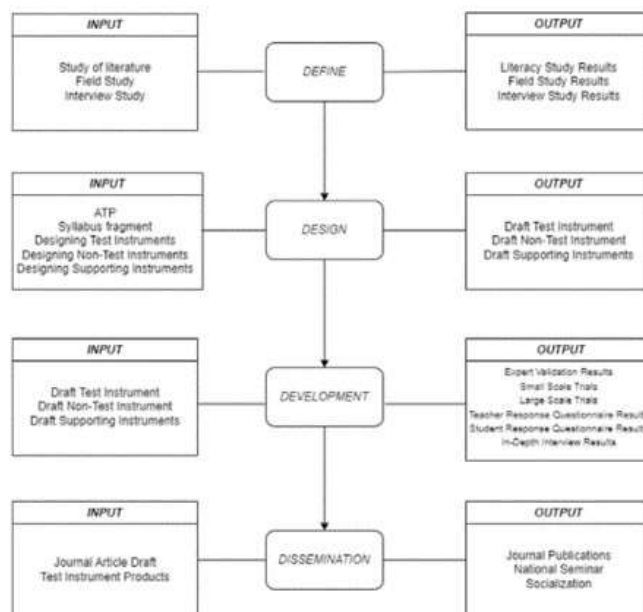 INPUT
Study of literature
Field Study
Interview Study
DEFINE
OUTPUT
Literacy Study Results
Field Study Results
Interview Study Results
INPUT
ATP
Syllabus fragment
Designing Test Instruments
Designing Non-Test Instruments
Designing Supporting Instruments
DESIGN
OUTPUT
Draft Test Instrument
Draft Non-Test Instrument
Draft Supporting Instruments
INPUT
Draft Test Instrument
Draft Non-Test Instrument
Draft Supporting Instruments
DEVELOPMENT
OUTPUT
Expert Validation Results
Small Scale Trials
Large Scale Trials
Teacher Response Questionnaire Result
Student Response Questionnaire Result
In-Depth Interview Results
INPUT
Journal Article Draft
Test Instrument Products
DISSEMINATION
OUTPUT
Journal Publications
National Seminar
Socialization